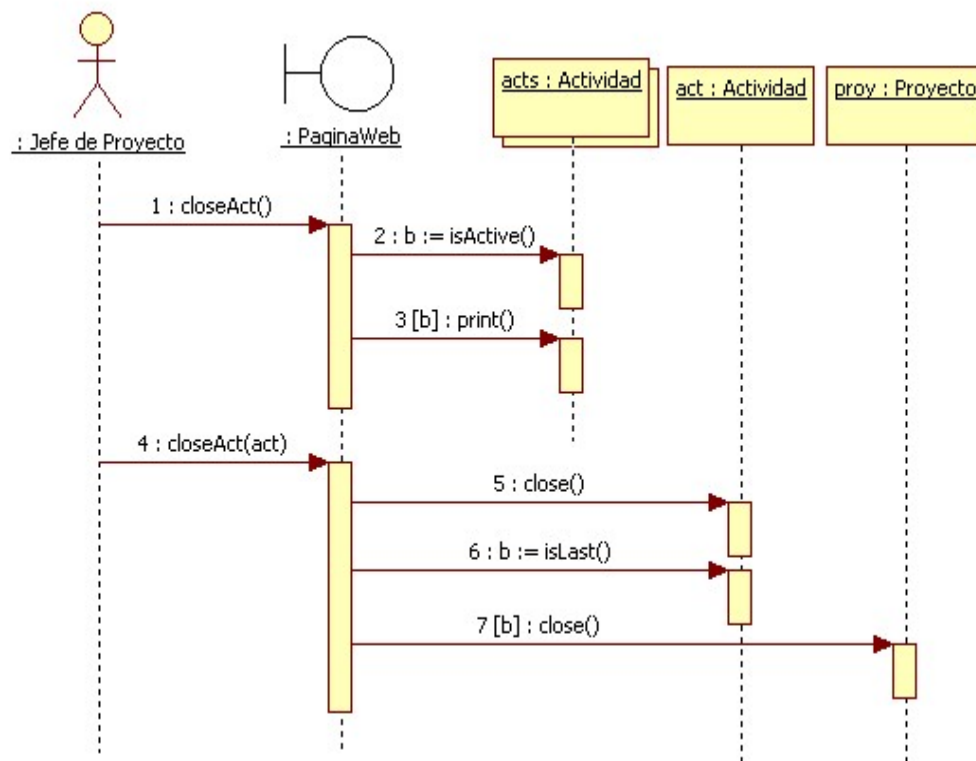 : Jefe de Proyecto
: PaginaWeb
acts : Actividad
act : Actividad
proy : Proyecto
1 : closeAct()
2 : b := isActive()
3 [b] : print()
4 : closeAct(act)
5 : close()
6 : b := isLast()
7 [b] : close()